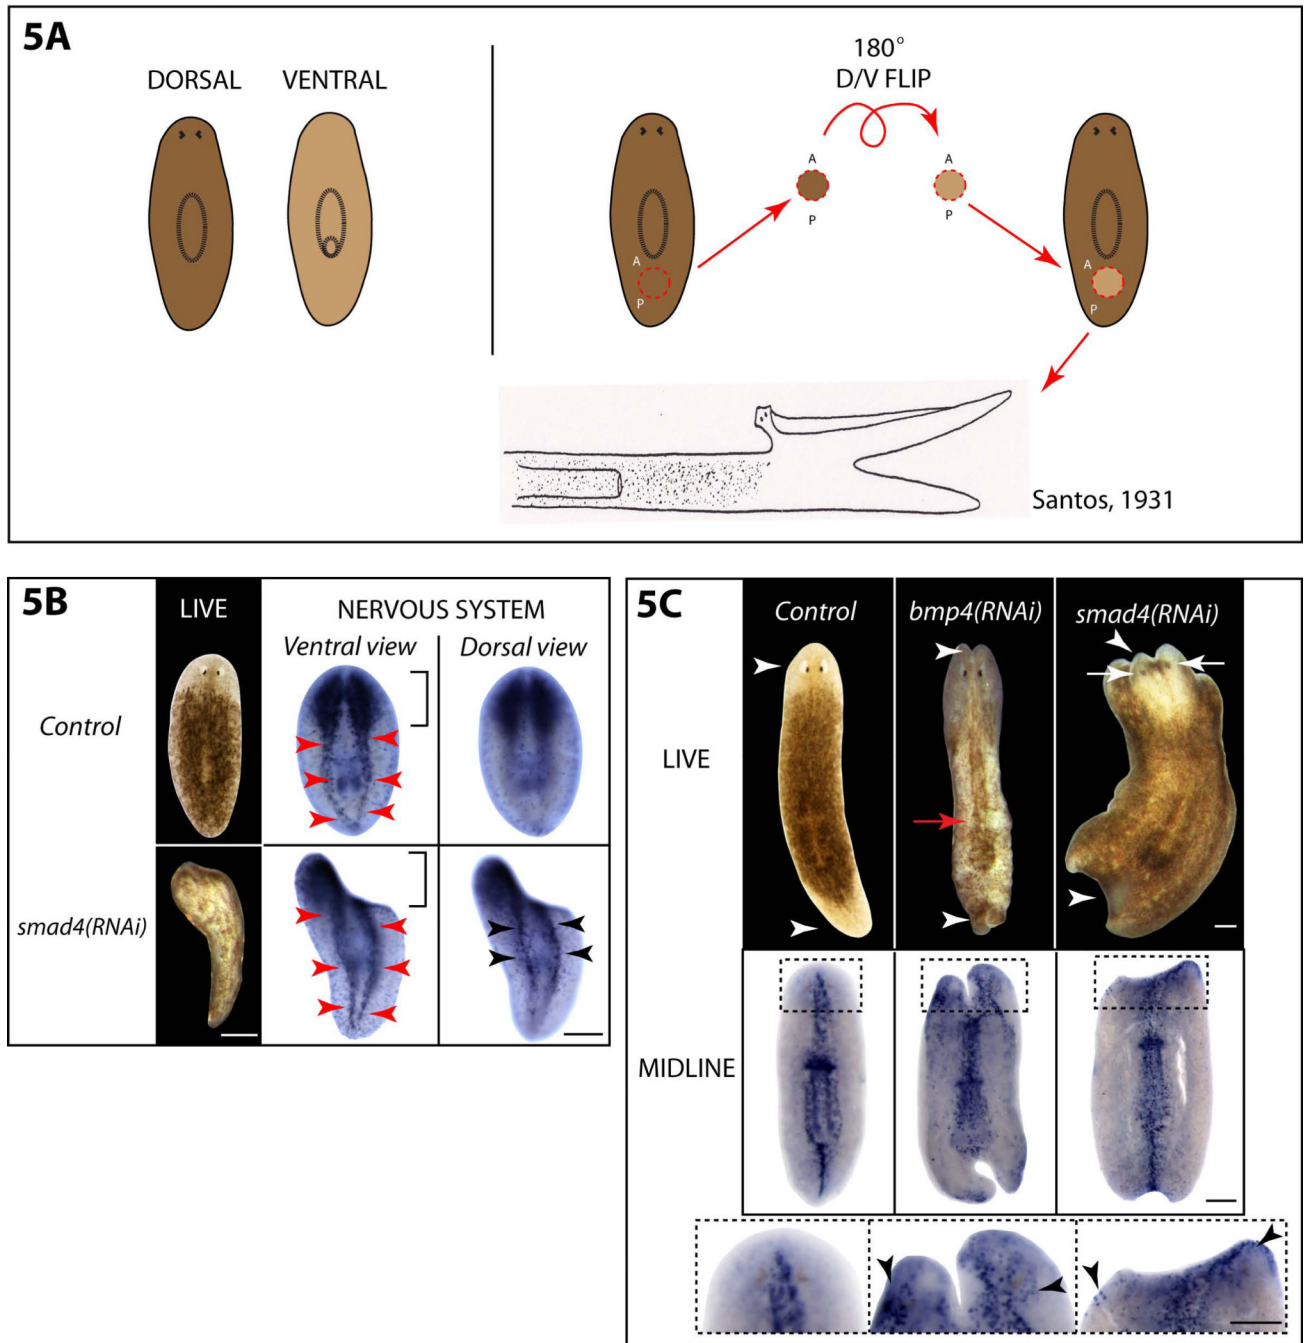 5A
DORSAL
VENTRAL
180°
D/V FLIP
A
P
A
P
A
P
A
P
Santos, 1931
5B
LIVE
NERVOUS SYSTEM
Ventral view
Dorsal view
Control
smad4(RNAi)
5C
Control
bmp4(RNAi)
smad4(RNAi)
LIVE
MIDLINE